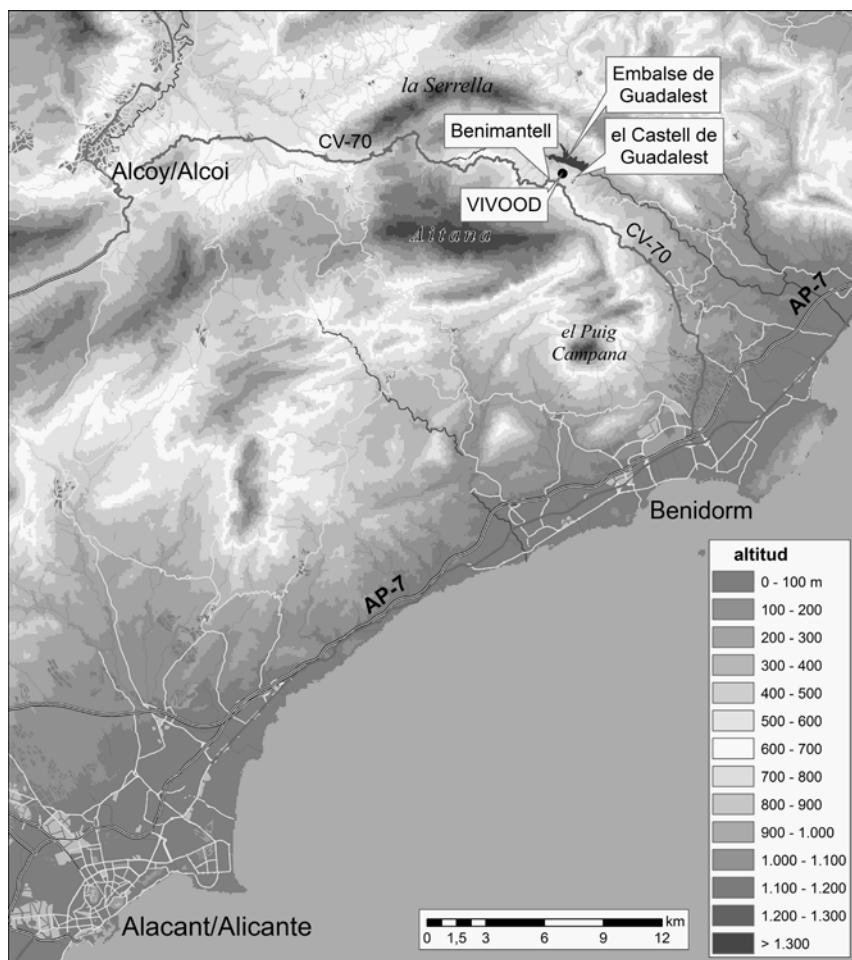 la Serrella
Embalse de
Guadalest
CV-70
Benimantell
el Castell de
Guadalest
Alcoy/Alcoi
VIVOOD
Aitana
CV-70
AP-7
el Puig
Campana
Benidorm
AP-7
altitud
0 - 100 m
100 - 200
200 - 300
300 - 400
400 - 500
500 - 600
600 - 700
700 - 800
800 - 900
900 - 1.000
1.000 - 1.100
1.100 - 1.200
1.200 - 1.300
> 1.300
Alacant/Alicante
km
0 1,5 3 6 9 12